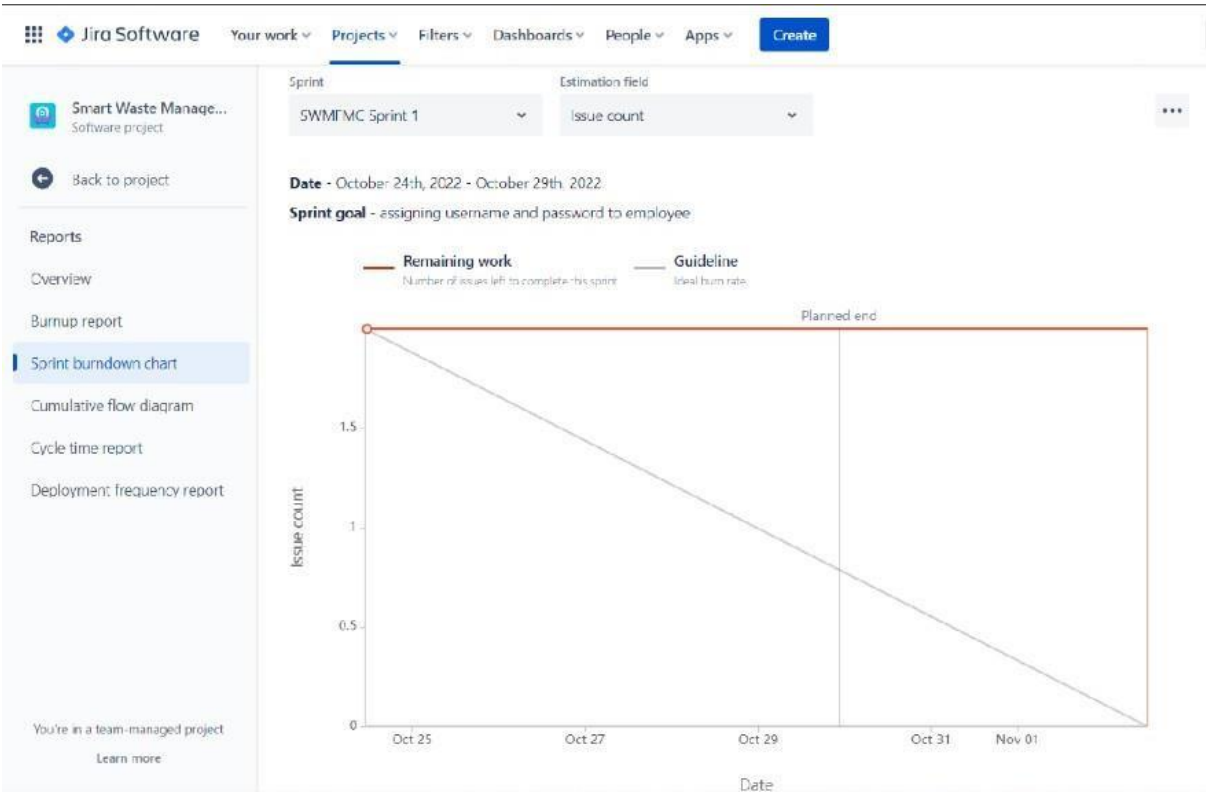 Jira Software Your work Projects Filters Dashboards People Apps Create
Smart Waste Manage...
Software project
Back to project
Reports
Overview
Burnup report
Sprint burndown chart
Cumulative flow diagram
Cycle time report
Deployment frequency report
You're in a team-managed project
Learn more
Sprint Estimation field
SWMFMC Sprint 1 Issue count
Date - October 24th, 2022 - October 29th, 2022
Sprint goal - assigning username and password to employee
Remaining work Guideline
Number of issues left to complete this sprint Ideal burn rate
Planned end
1.5
1
0.5
0
Issue count
Oct 25 Oct 27 Oct 29 Oct 31 Nov 01
Date